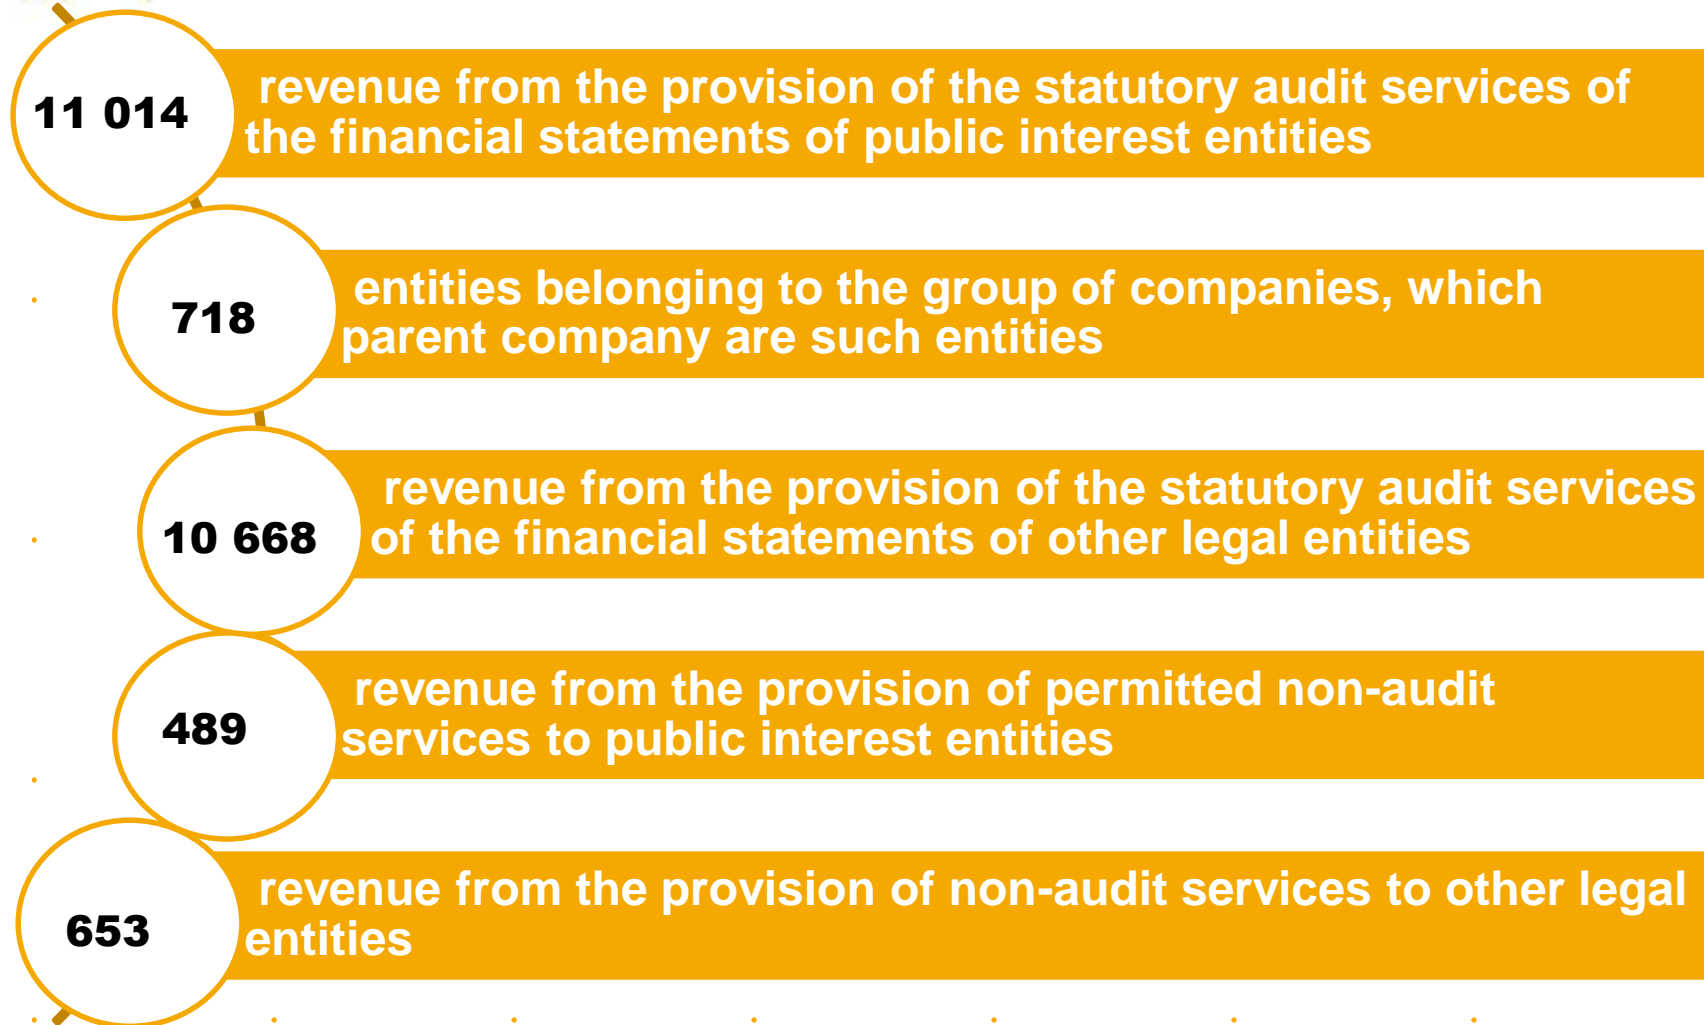 11 014
revenue from the provision of the statutory audit services of
the financial statements of public interest entities
718
entities belonging to the group of companies, which
parent company are such entities
10 668
revenue from the provision of the statutory audit services
of the financial statements of other legal entities
489
revenue from the provision of permitted non-audit
services to public interest entities
653
revenue from the provision of non-audit services to other legal
entities